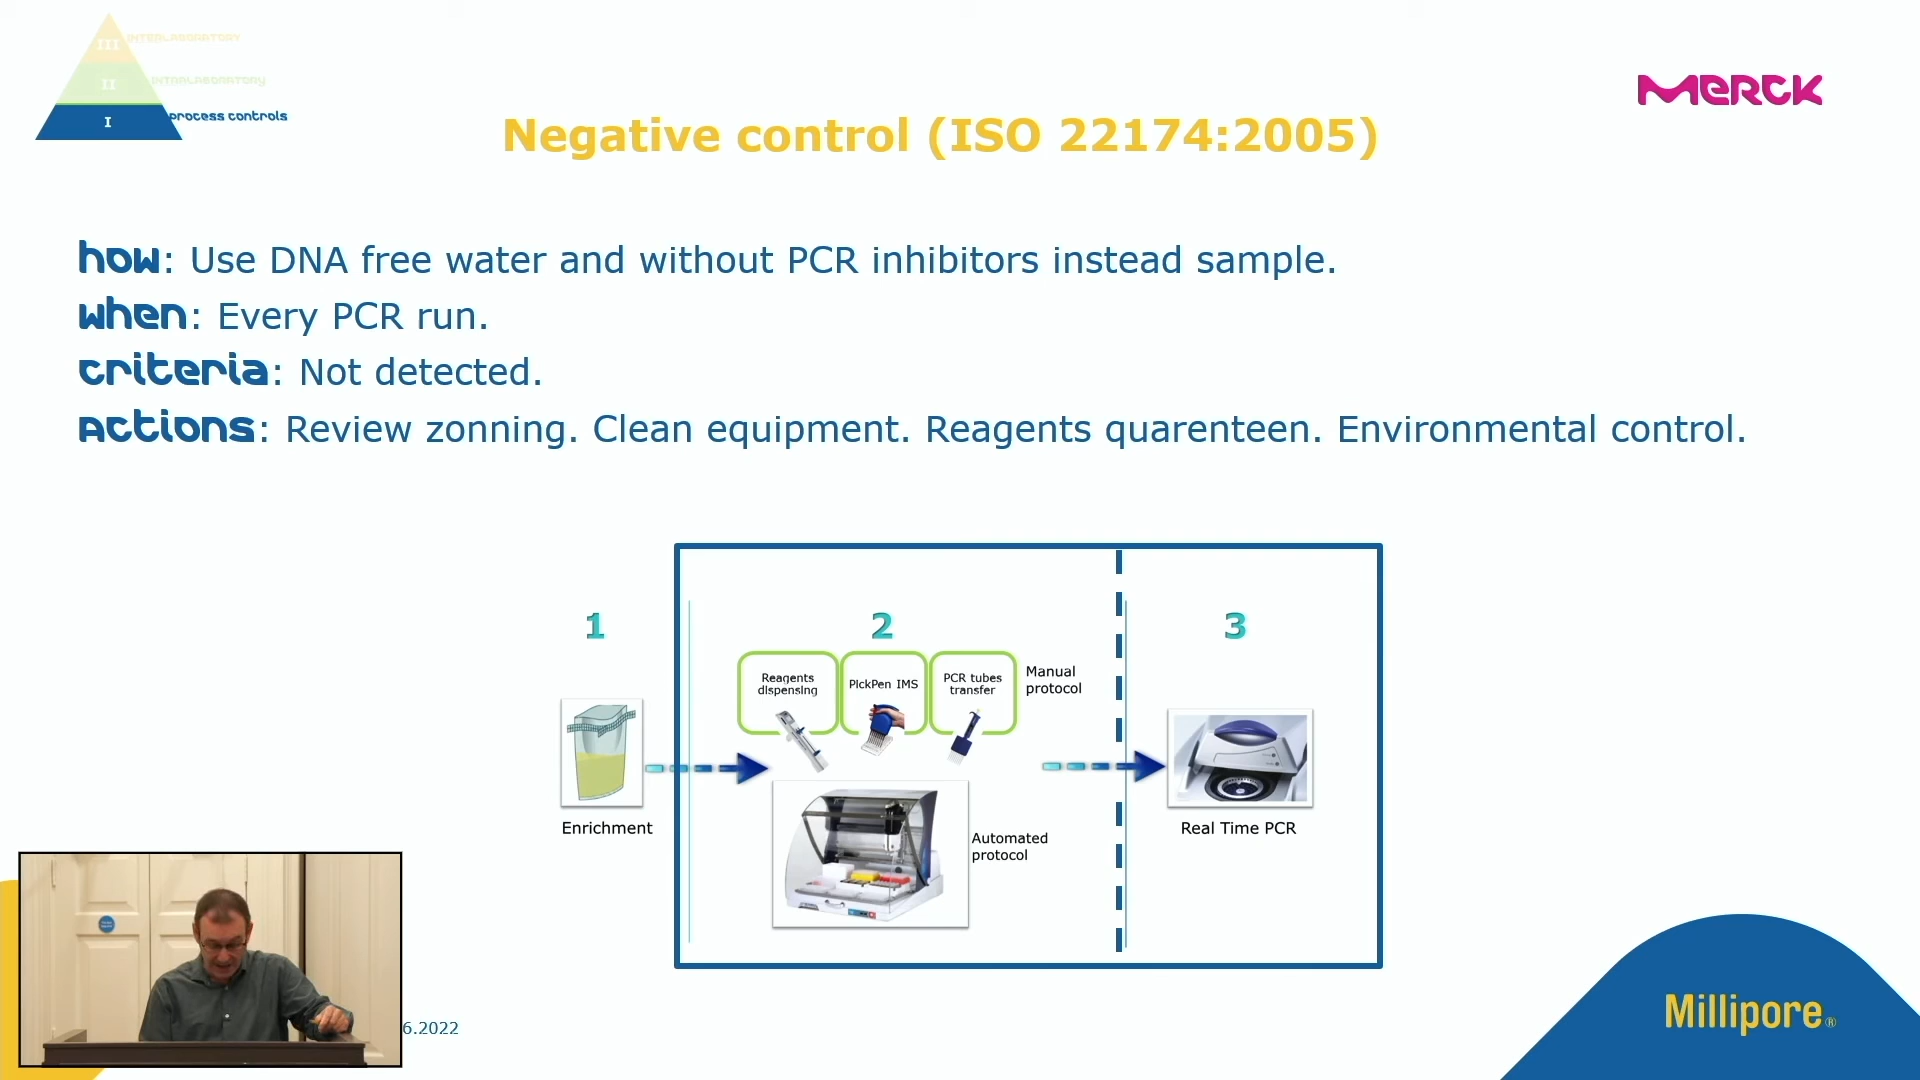 III INTERLABORATORY
II INTRALABORATORY
I process controls
MERCK
Negative control (ISO 22174:2005)
How: Use DNA free water and without PCR inhibitors instead sample.
When: Every PCR run.
Criteria: Not detected.
Actions: Review zonning. Clean equipment. Reagents quarenteen. Environmental control.
1
2
3
Reagents
dispensing
PickPen IMS
PCR tubes
transfer
Manual
protocol
Enrichment
Automated
protocol
Real Time PCR
6.2022
Millipore®